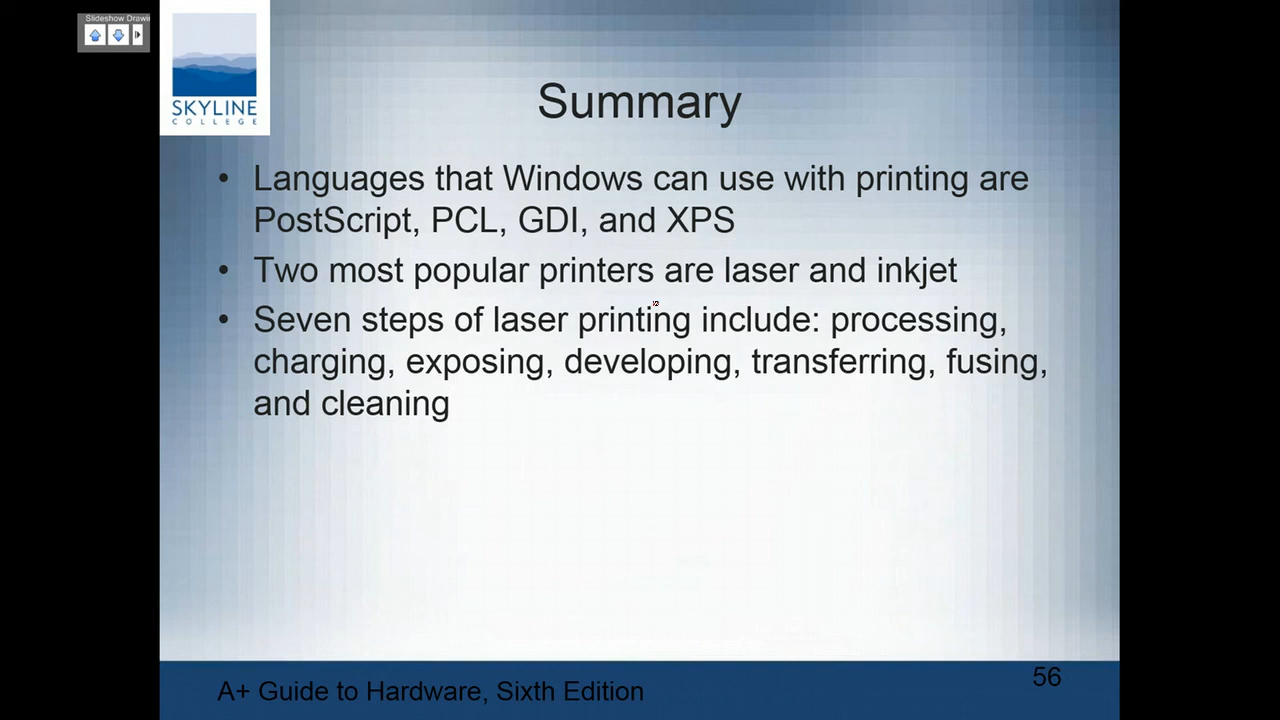 Slideshow Drawi
SKYLINE
COLLEGE
Summary
• Languages that Windows can use with printing are
PostScript, PCL, GDI, and XPS
• Two most popular printers are laser and inkjet
• Seven steps of laser printing include: processing,
charging, exposing, developing, transferring, fusing,
and cleaning
A+ Guide to Hardware, Sixth Edition
56